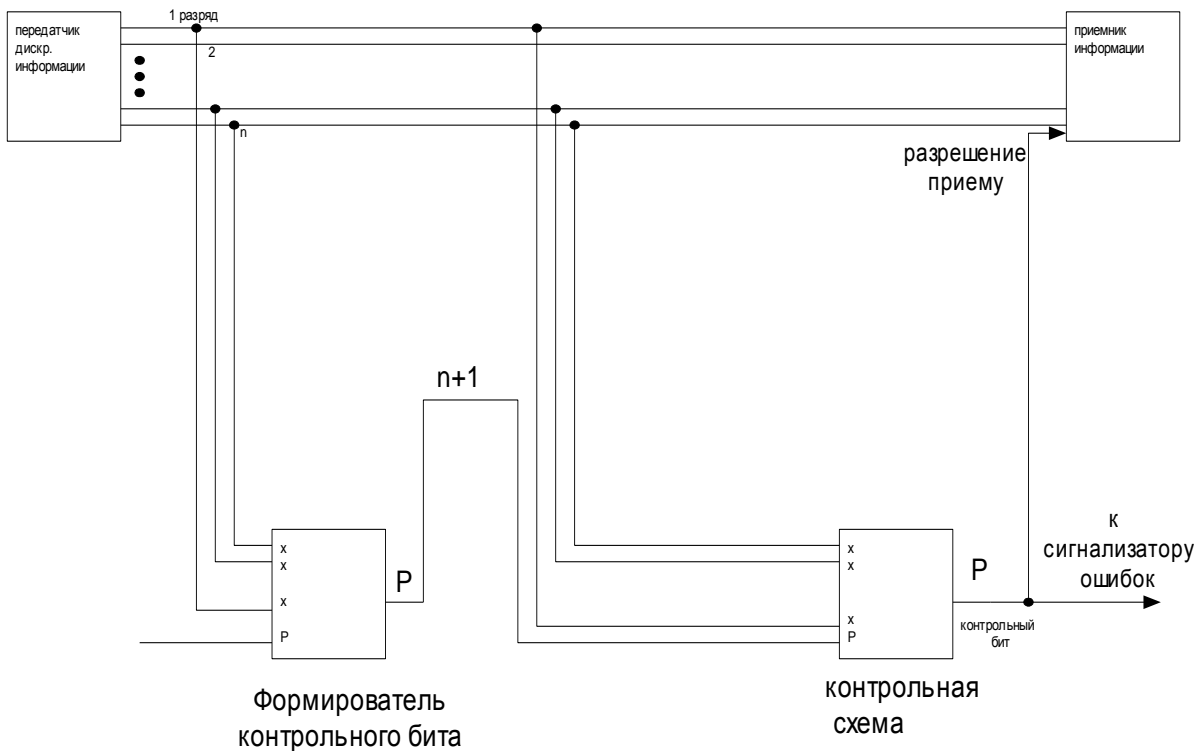 передатчик
дискр.
информации
1 разряд
2
n
приемник
информации
разрешение
приему
n+1
x
x
x
P
P
x
x
x
P
P
контрольный
бит
к
сигнализатору
ошибок
Формирователь
контрольного бита
контрольная
схема